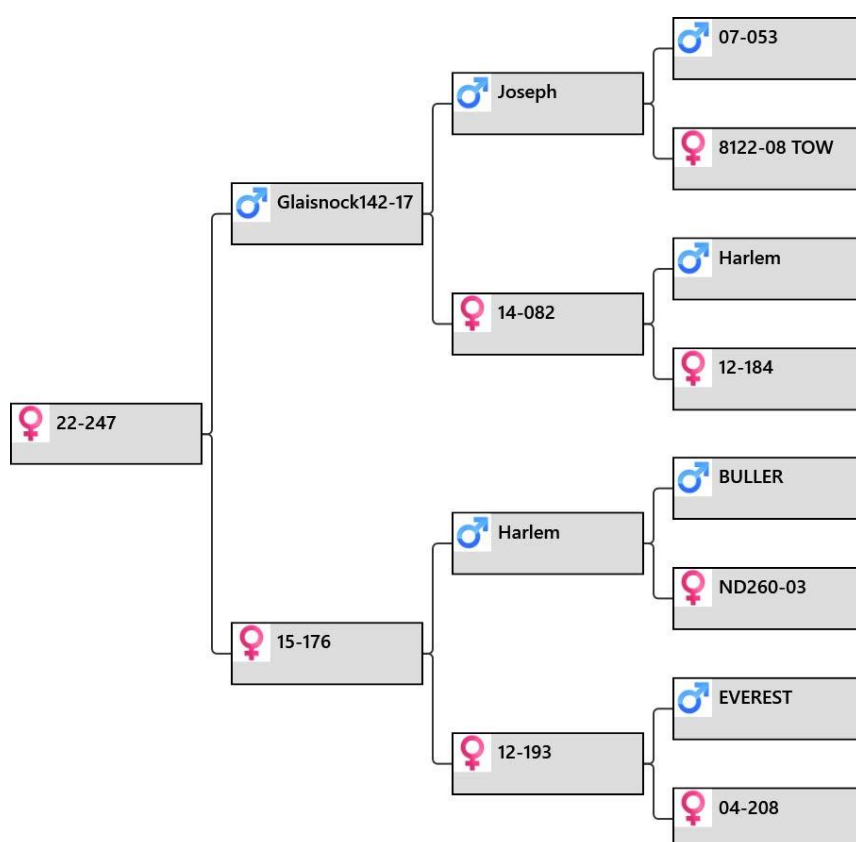 07-053
Joseph
8122-08 TOW
Glaisnock142-17
Harlem
14-082
12-184
22-247
BULLER
Harlem
ND260-03
15-176
EVEREST
12-193
04-208